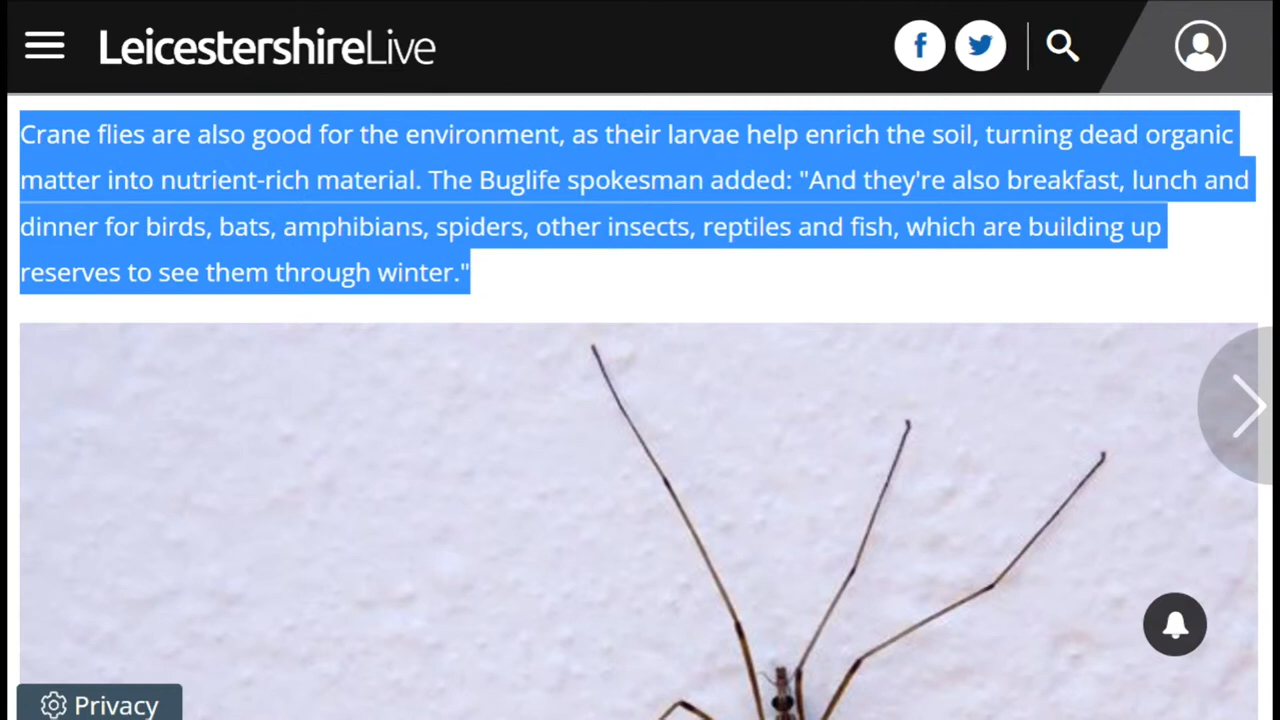 LeicestershireLive
Crane flies are also good for the environment, as their larvae help enrich the soil, turning dead organic
matter into nutrient-rich material. The Buglife spokesman added: "And they're also breakfast, lunch and
dinner for birds, bats, amphibians, spiders, other insects, reptiles and fish, which are building up
reserves to see them through winter."
Privacy